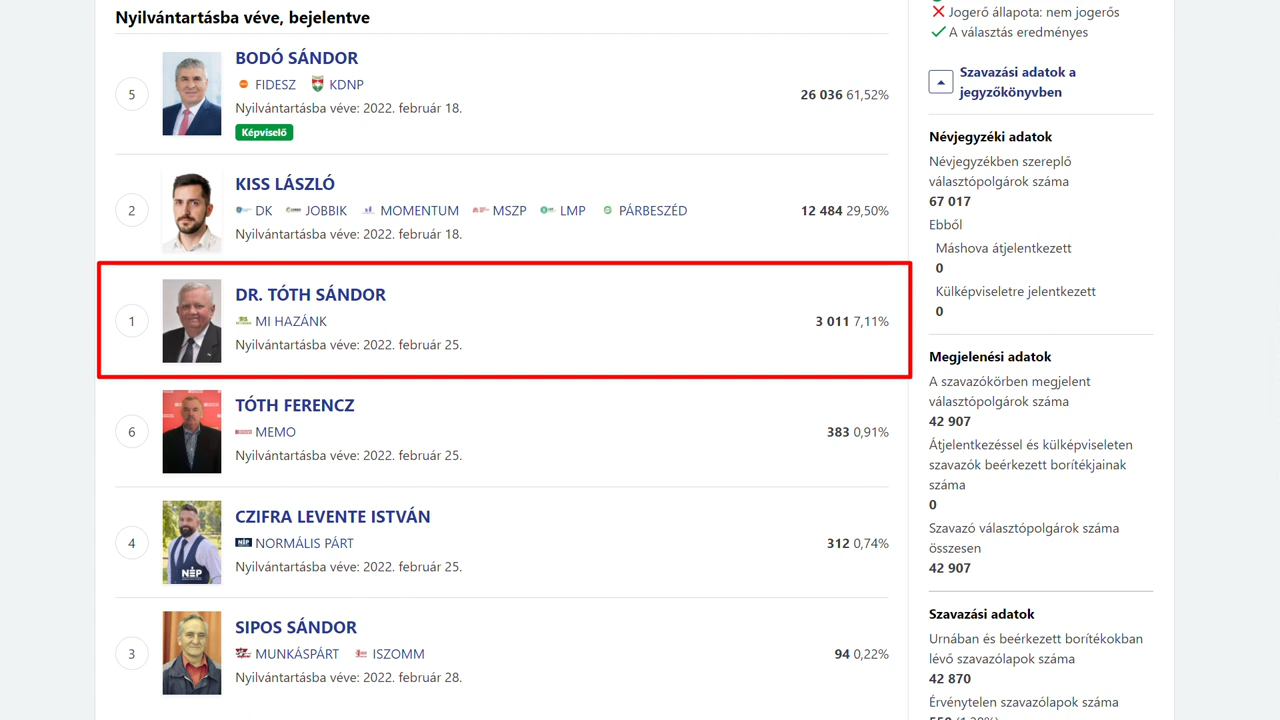 Nyilvántartásba véve, bejelentve
5
BODÓ SÁNDOR
FIDESZ KDNP
Nyilvántartásba véve: 2022. február 18.
Képviselő
26 036 61,52%
2
KISS LÁSZLÓ
DK JOBBIK MOMENTUM MSZP LMP PÁRBESZÉD
Nyilvántartásba véve: 2022. február 18.
12 484 29,50%
1
DR. TÓTH SÁNDOR
MI HAZÁNK
Nyilvántartásba véve: 2022. február 25.
3 011 7,11%
6
TÓTH FERENCZ
MEMO
Nyilvántartásba véve: 2022. február 25.
383 0,91%
4
NÉP
CZIFRA LEVENTE ISTVÁN
NÉP NORMÁLIS PÁRT
Nyilvántartásba véve: 2022. február 25.
312 0,74%
3
SIPOS SÁNDOR
MUNKÁSPÁRT ISZOMM
Nyilvántartásba véve: 2022. február 28.
94 0,22%
Jogerő állapota: nem jogerős
A választás eredményes
Szavazási adatok a
jegyzőkönyvben
Névjegyzéki adatok
Névjegyzékben szereplő
választópolgárok száma
67 017
Ebből
Máshova átjelentkezett
0
Külképviseletre jelentkezett
0
Megjelenési adatok
A szavazókörben megjelent
választópolgárok száma
42 907
Átjelentkezéssel és külképviseleten
szavazók beérkezett borítékjainak
száma
0
Szavazó választópolgárok száma
összesen
42 907
Szavazási adatok
Urnában és beérkezett borítékokban
lévő szavazólapok száma
42 870
Érvénytelen szavazólapok száma